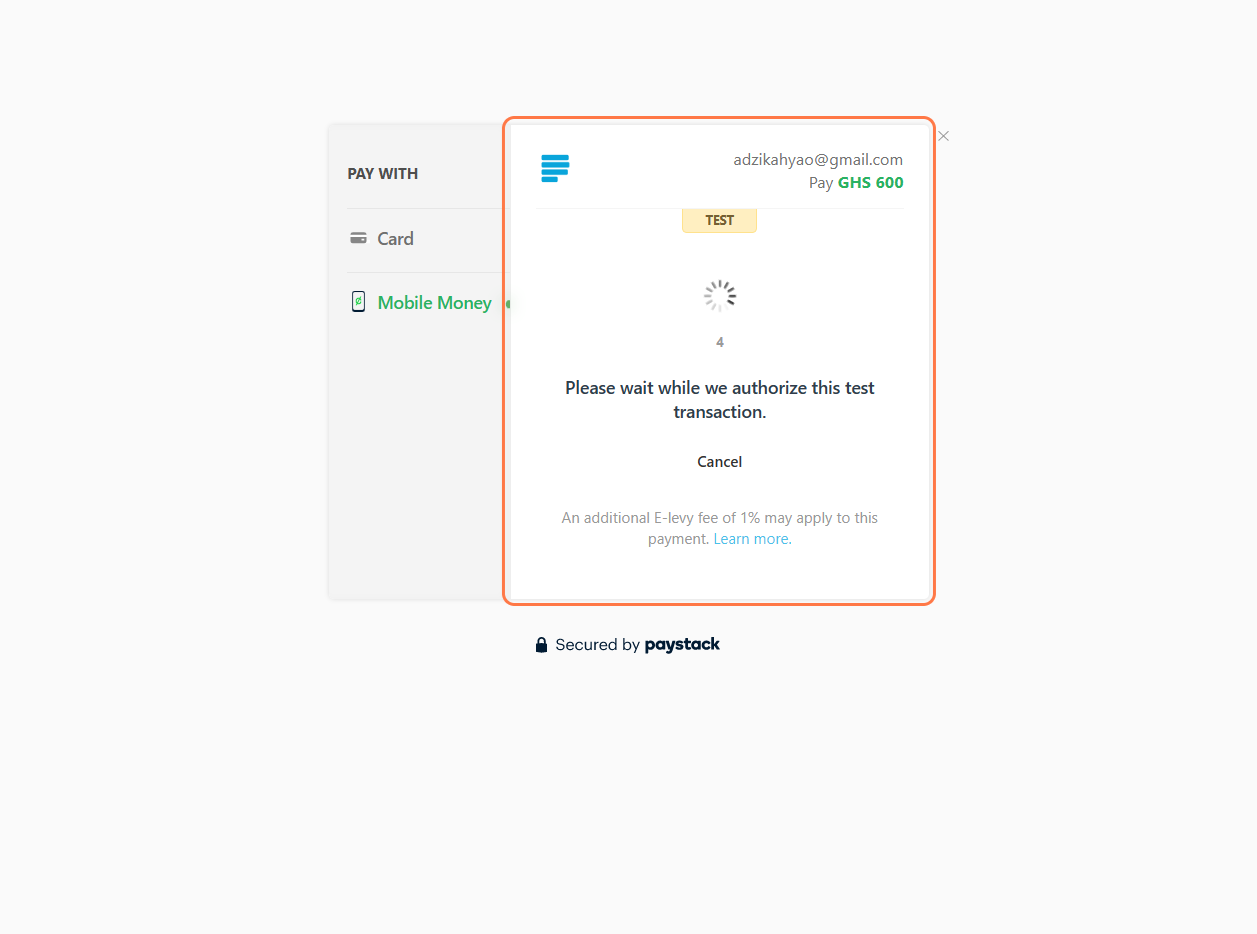 PAY WITH
Card
Mobile Money
adzikahyao@gmail.com
Pay GHS 600
TEST
4
Please wait while we authorize this test
transaction.
Cancel
An additional E-levy fee of 1% may apply to this
payment. Learn more.
Secured by paystack